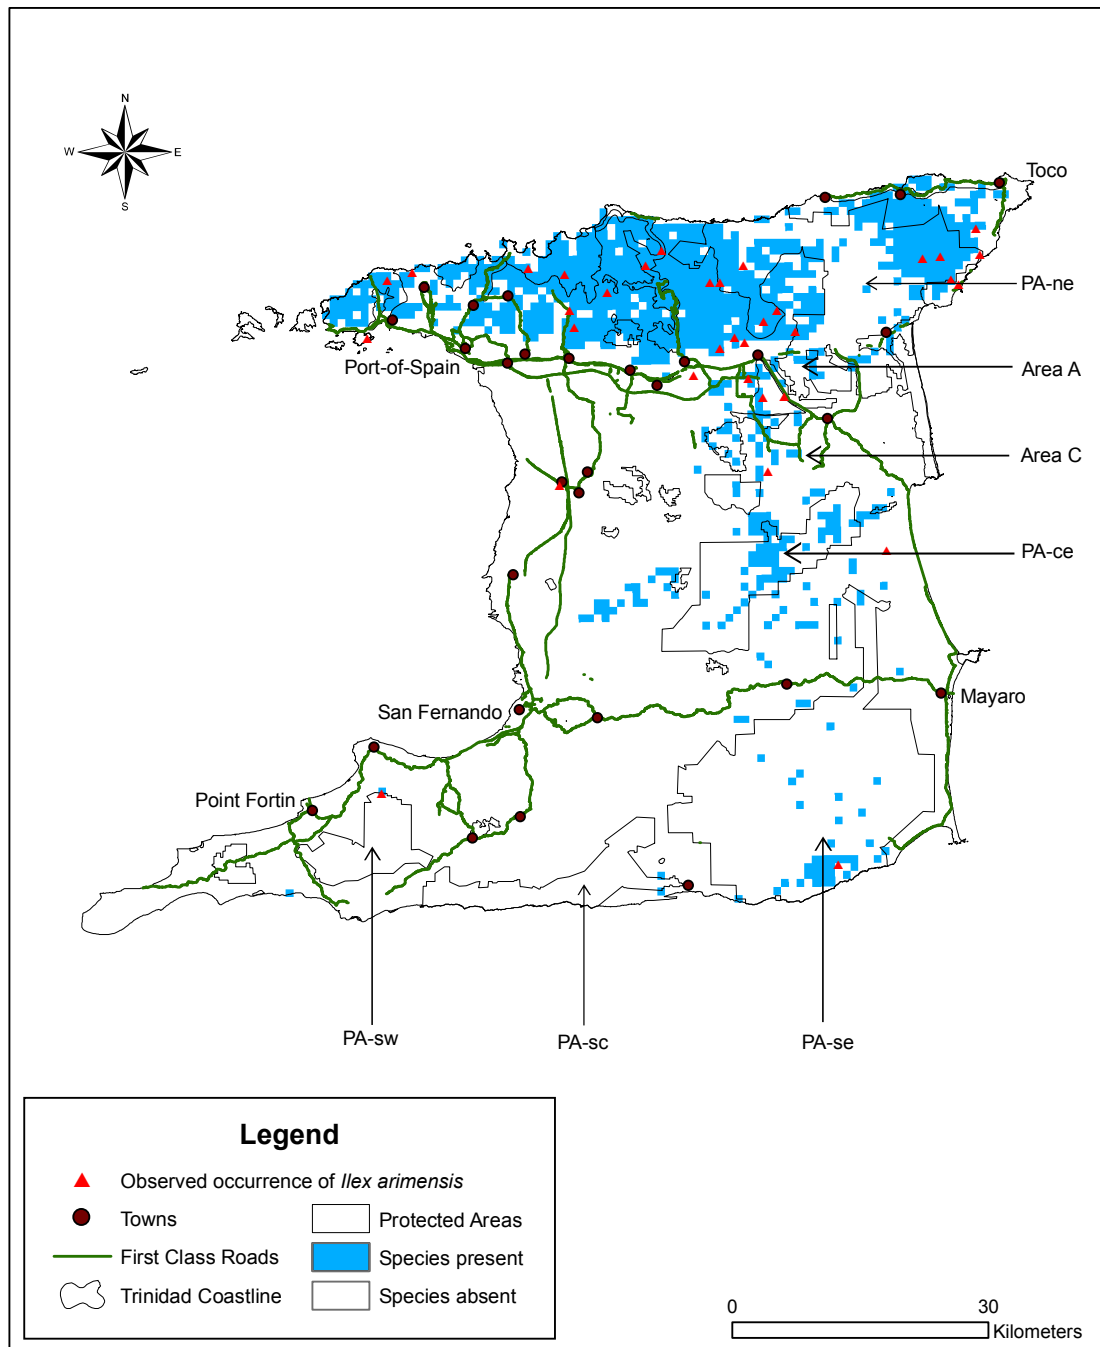 N
W
E
S
Toco
PA-ne
Port-of-Spain
Area A
Area C
PA-ce
San Fernando
Mayaro
Point Fortin
PA-sw
PA-sc
PA-se
Legend
Observed occurrence of Ilex arimensis
Towns
Protected Areas
First Class Roads
Species present
Trinidad Coastline
Species absent
0
30
Kilometers